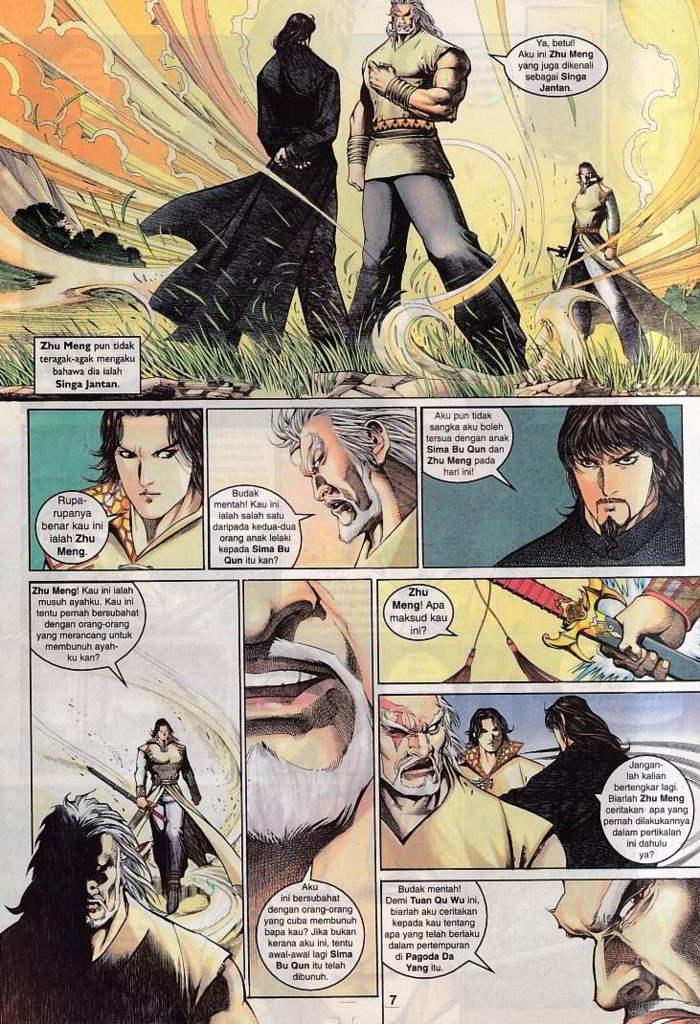 Ya, betul!
Aku ini Zhu Meng
yang juga dikenali
sebagai Singa
Jantan.
Zhu Meng pun tidak
teragak-agak mengaku
bahawa dia ialah
Singa Jantan.
Rupa-
rupanya
benar kau ini
ialah Zhu
Meng.
Budak
mentah! Kau ini
ialah salah satu
daripada kedua-dua
orang anak lelaki
kepada Sima Bu
Qun itu kan?
Aku pun tidak
sangka aku boleh
tersua dengan anak
Sima Bu Qun dan
Zhu Meng pada
hari ini!
Zhu Meng! Kau ini ialah
musuh ayahku. Kau ini
tentu pernah bersubahat
dengan orang-orang
yang merancang untuk
membunuh ayah-
ku kan?
Aku
ini bersubahat
dengan orang-orang
yang cuba membunuh
bapa kau? Jika bukan
kerana aku ini, tentu
awal-awal lagi Sima
Bu Qun itu telah
dibunuh.
Zhu
Meng! Apa
maksud kau
ini?
Jangan-
lah kalian
bertengkar lagi.
Biarlah Zhu Meng
ceritakan apa yang
pernah dilakukannya
dalam pertikalan
ini dahulu
ya?
Budak mentah!
Demi Tuan Qu Wu ini,
biarlah aku ceritakan
kepada kau tentang
apa yang telah berlaku
dalam pertempuran
di Pagoda Da
Yang itu.
7